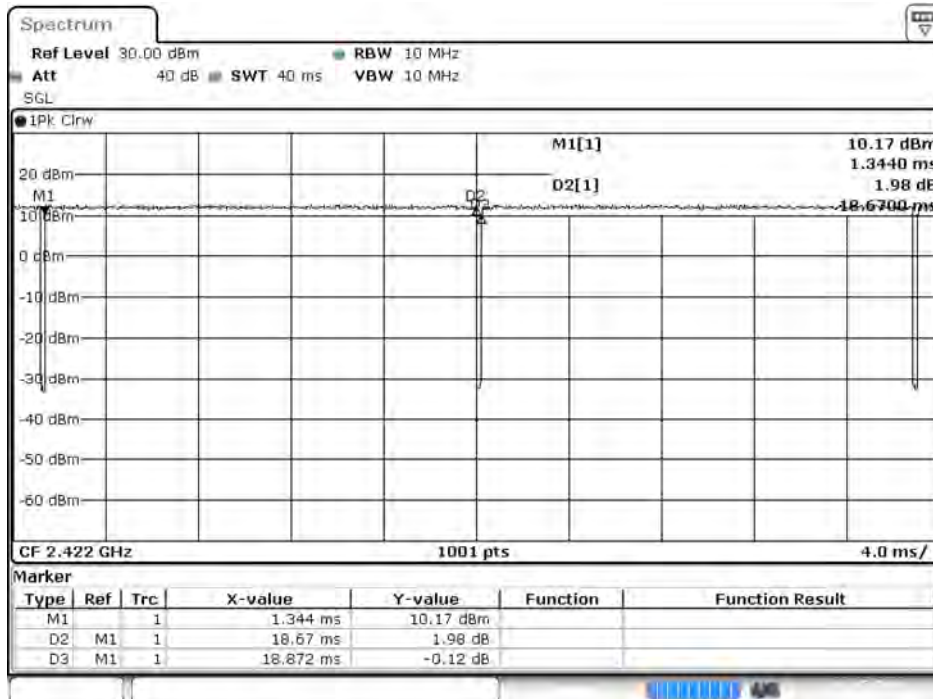 Spectrum
Ref Level 30.00 dBm RBW 10 MHz
Att 40 dB SWT 40 ms VBW 10 MHz
SGL
1Pk Clrw
M1[1] 10.17 dBm
1.3440 ms
20 dBm
D2[1] 1.98 dB
M1 D2
18.6700 ms
10 dBm
0 dBm
-10 dBm
-20 dBm
-30 dBm
-40 dBm
-50 dBm
-60 dBm
CF 2.422 GHz 1001 pts 4.0 ms/
Marker
Type Ref Trc X-value Y-value Function Function Result
M1 1 1.344 ms 10.17 dBm
D2 M1 1 18.67 ms 1.98 dB
D3 M1 1 18.872 ms -0.12 dB